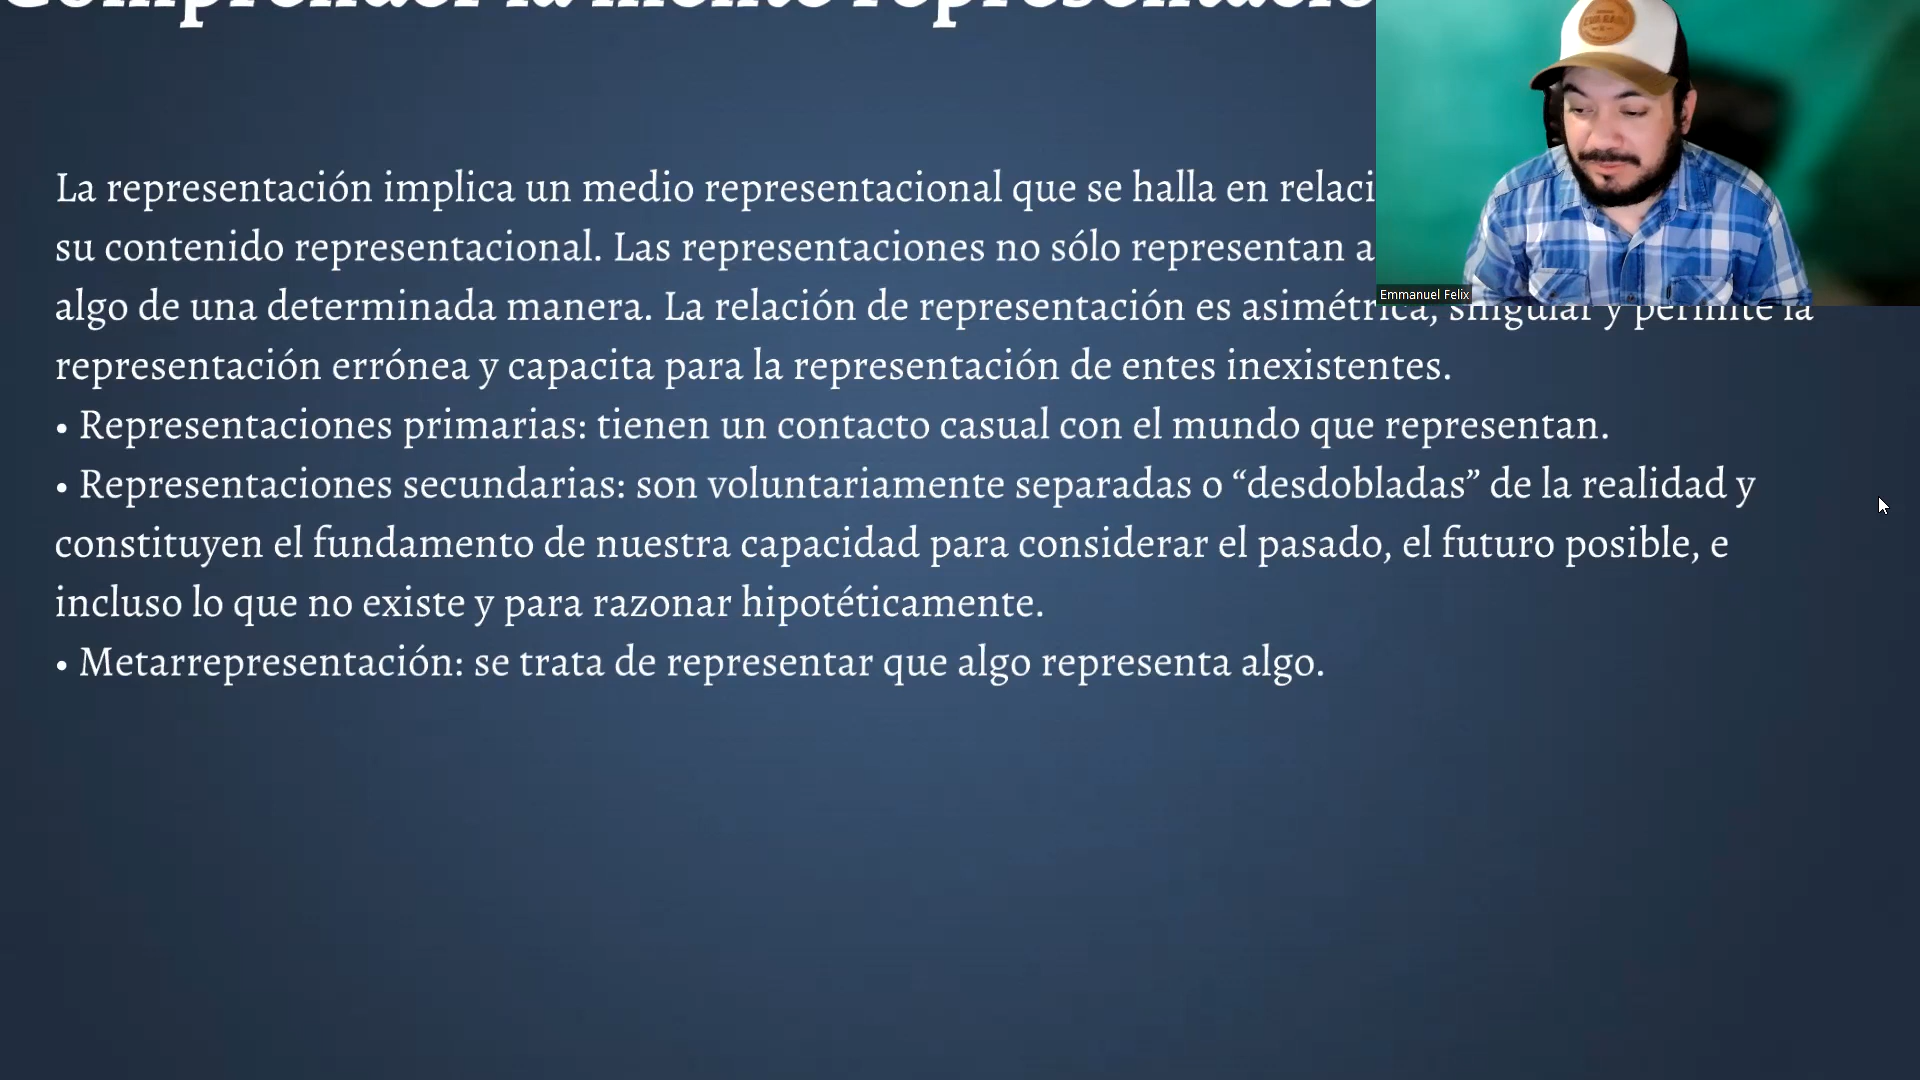 Comprender la mente
La representación implica un medio representacional que se halla en
su contenido representacional. Las representaciones no sólo representan
algo de una determinada manera. La relación de representación es asimétrica, singular y permite la
representación errónea y capacita para la representación de entes inexistentes.
• Representaciones primarias: tienen un contacto casual con el mundo que representan.
• Representaciones secundarias: son voluntariamente separadas o “desdobladas” de la realidad y
constituyen el fundamento de nuestra capacidad para considerar el pasado, el futuro posible, e
incluso lo que no existe y para razonar hipotéticamente.
• Metarrepresentación: se trata de representar que algo representa algo.
Emmanuel Felix